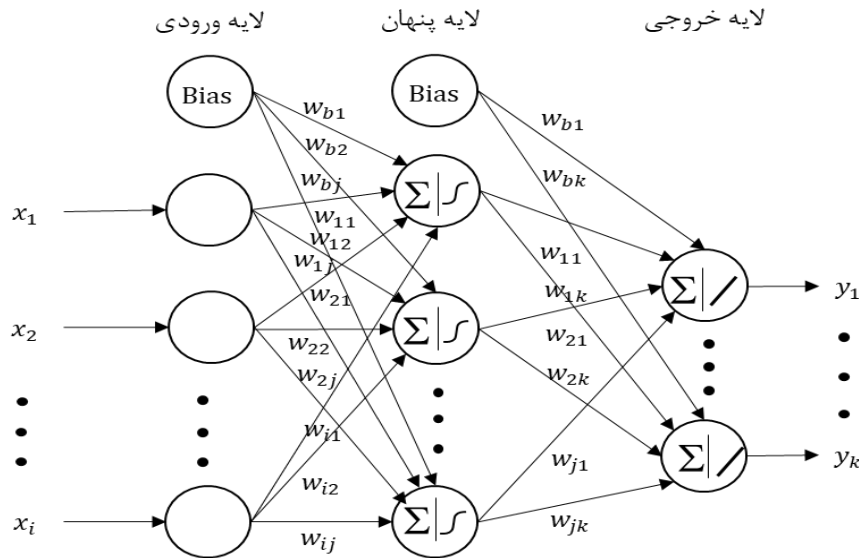 لایه ورودی
لایه پنهان
لایه خروجی
Bias
Bias
w_{b1}
w_{b2}
w_{bj}
w_{11}
w_{12}
w_{1j}
w_{21}
w_{22}
w_{2j}
w_{i1}
w_{i2}
w_{ij}
w_{b1}
w_{bk}
w_{11}
w_{1k}
w_{21}
w_{2k}
w_{j1}
w_{jk}
x_1
x_2
x_i
Σ
Σ
Σ
Σ
Σ
y_1
y_k